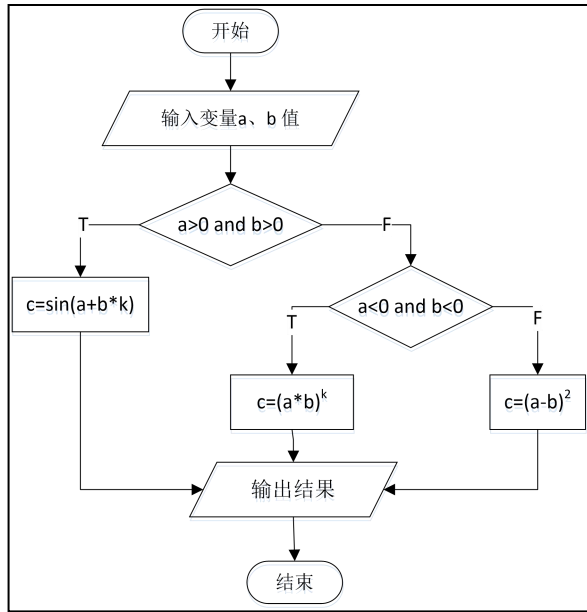 开始
输入变量a、b 值
a>0 and b>0
T
F
c=sin(a+b*k)
a<0 and b<0
T
F
c=(a*b)^k
c=(a-b)^2
输出结果
结束